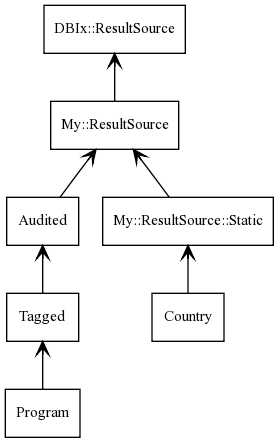 DBIx::ResultSource
My::ResultSource
Audited
My::ResultSource::Static
Tagged
Country
Program